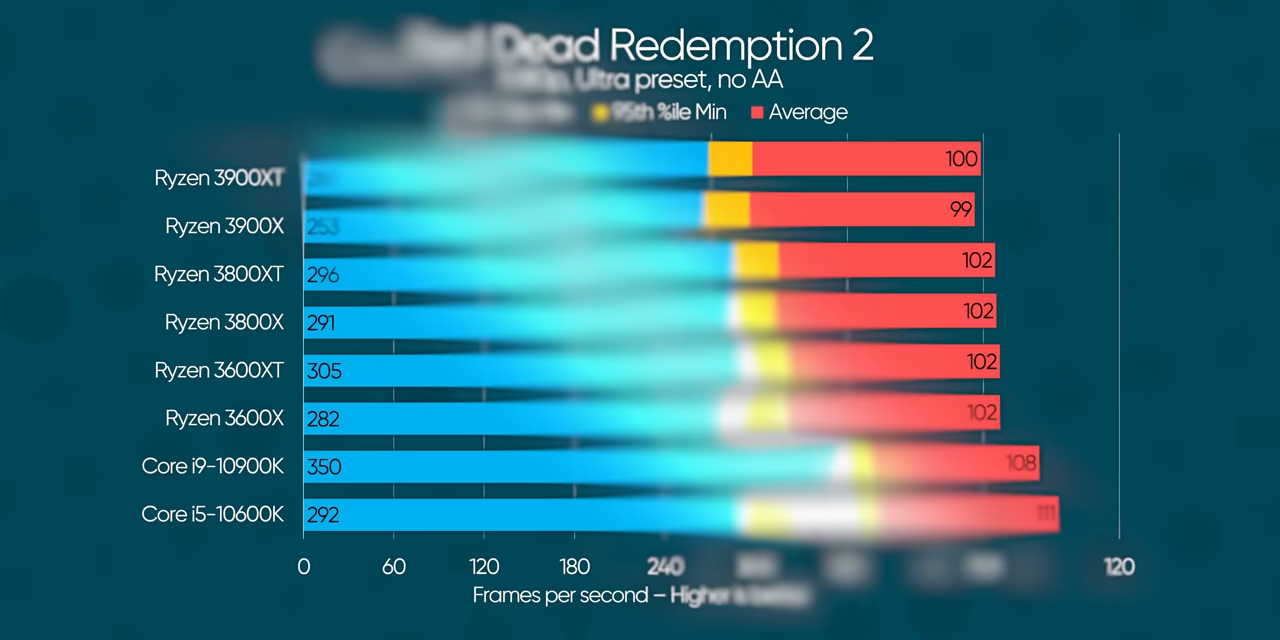 Dead Redemption 2
Ultra preset, no AA
95th %ile Min Average
Ryzen 3900XT 100
Ryzen 3900X 253 99
Ryzen 3800XT 296 102
Ryzen 3800X 291 102
Ryzen 3600XT 305 102
Ryzen 3600X 282 102
Core i9-10900K 350 108
Core i5-10600K 292 111
0 60 120 180 240 120
Frames per second – Higher